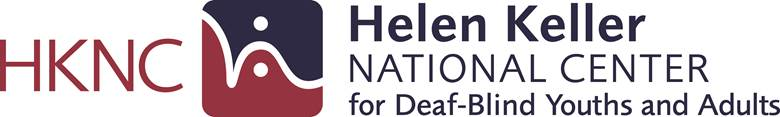 HKNC
Helen Keller
NATIONAL CENTER
for Deaf-Blind Youths and Adults